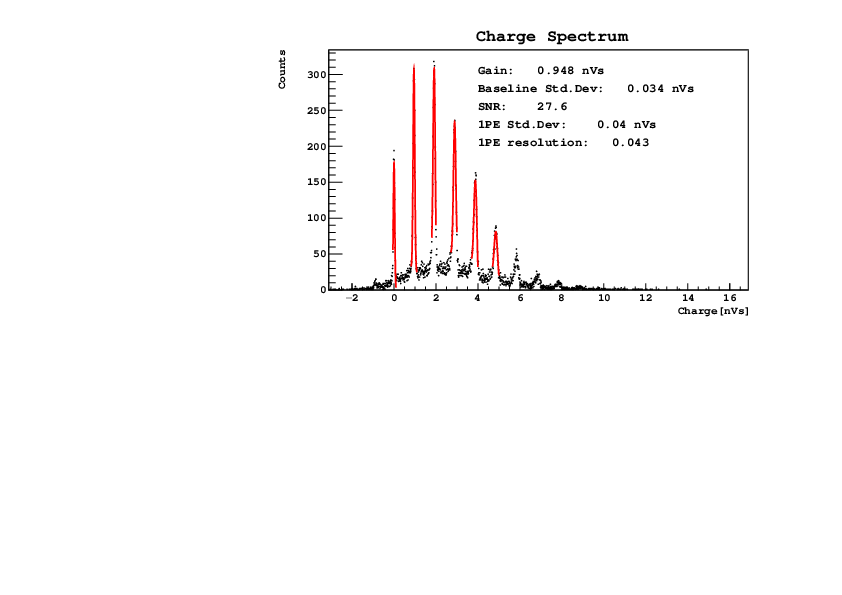 Charge Spectrum
Counts
300
250
200
150
100
50
0
Gain: 0.948 nVs
Baseline Std.Dev: 0.034 nVs
SNR: 27.6
1PE Std.Dev: 0.04 nVs
1PE resolution: 0.043
−2 0 2 4 6 8 10 12 14 16
Charge[nVs]